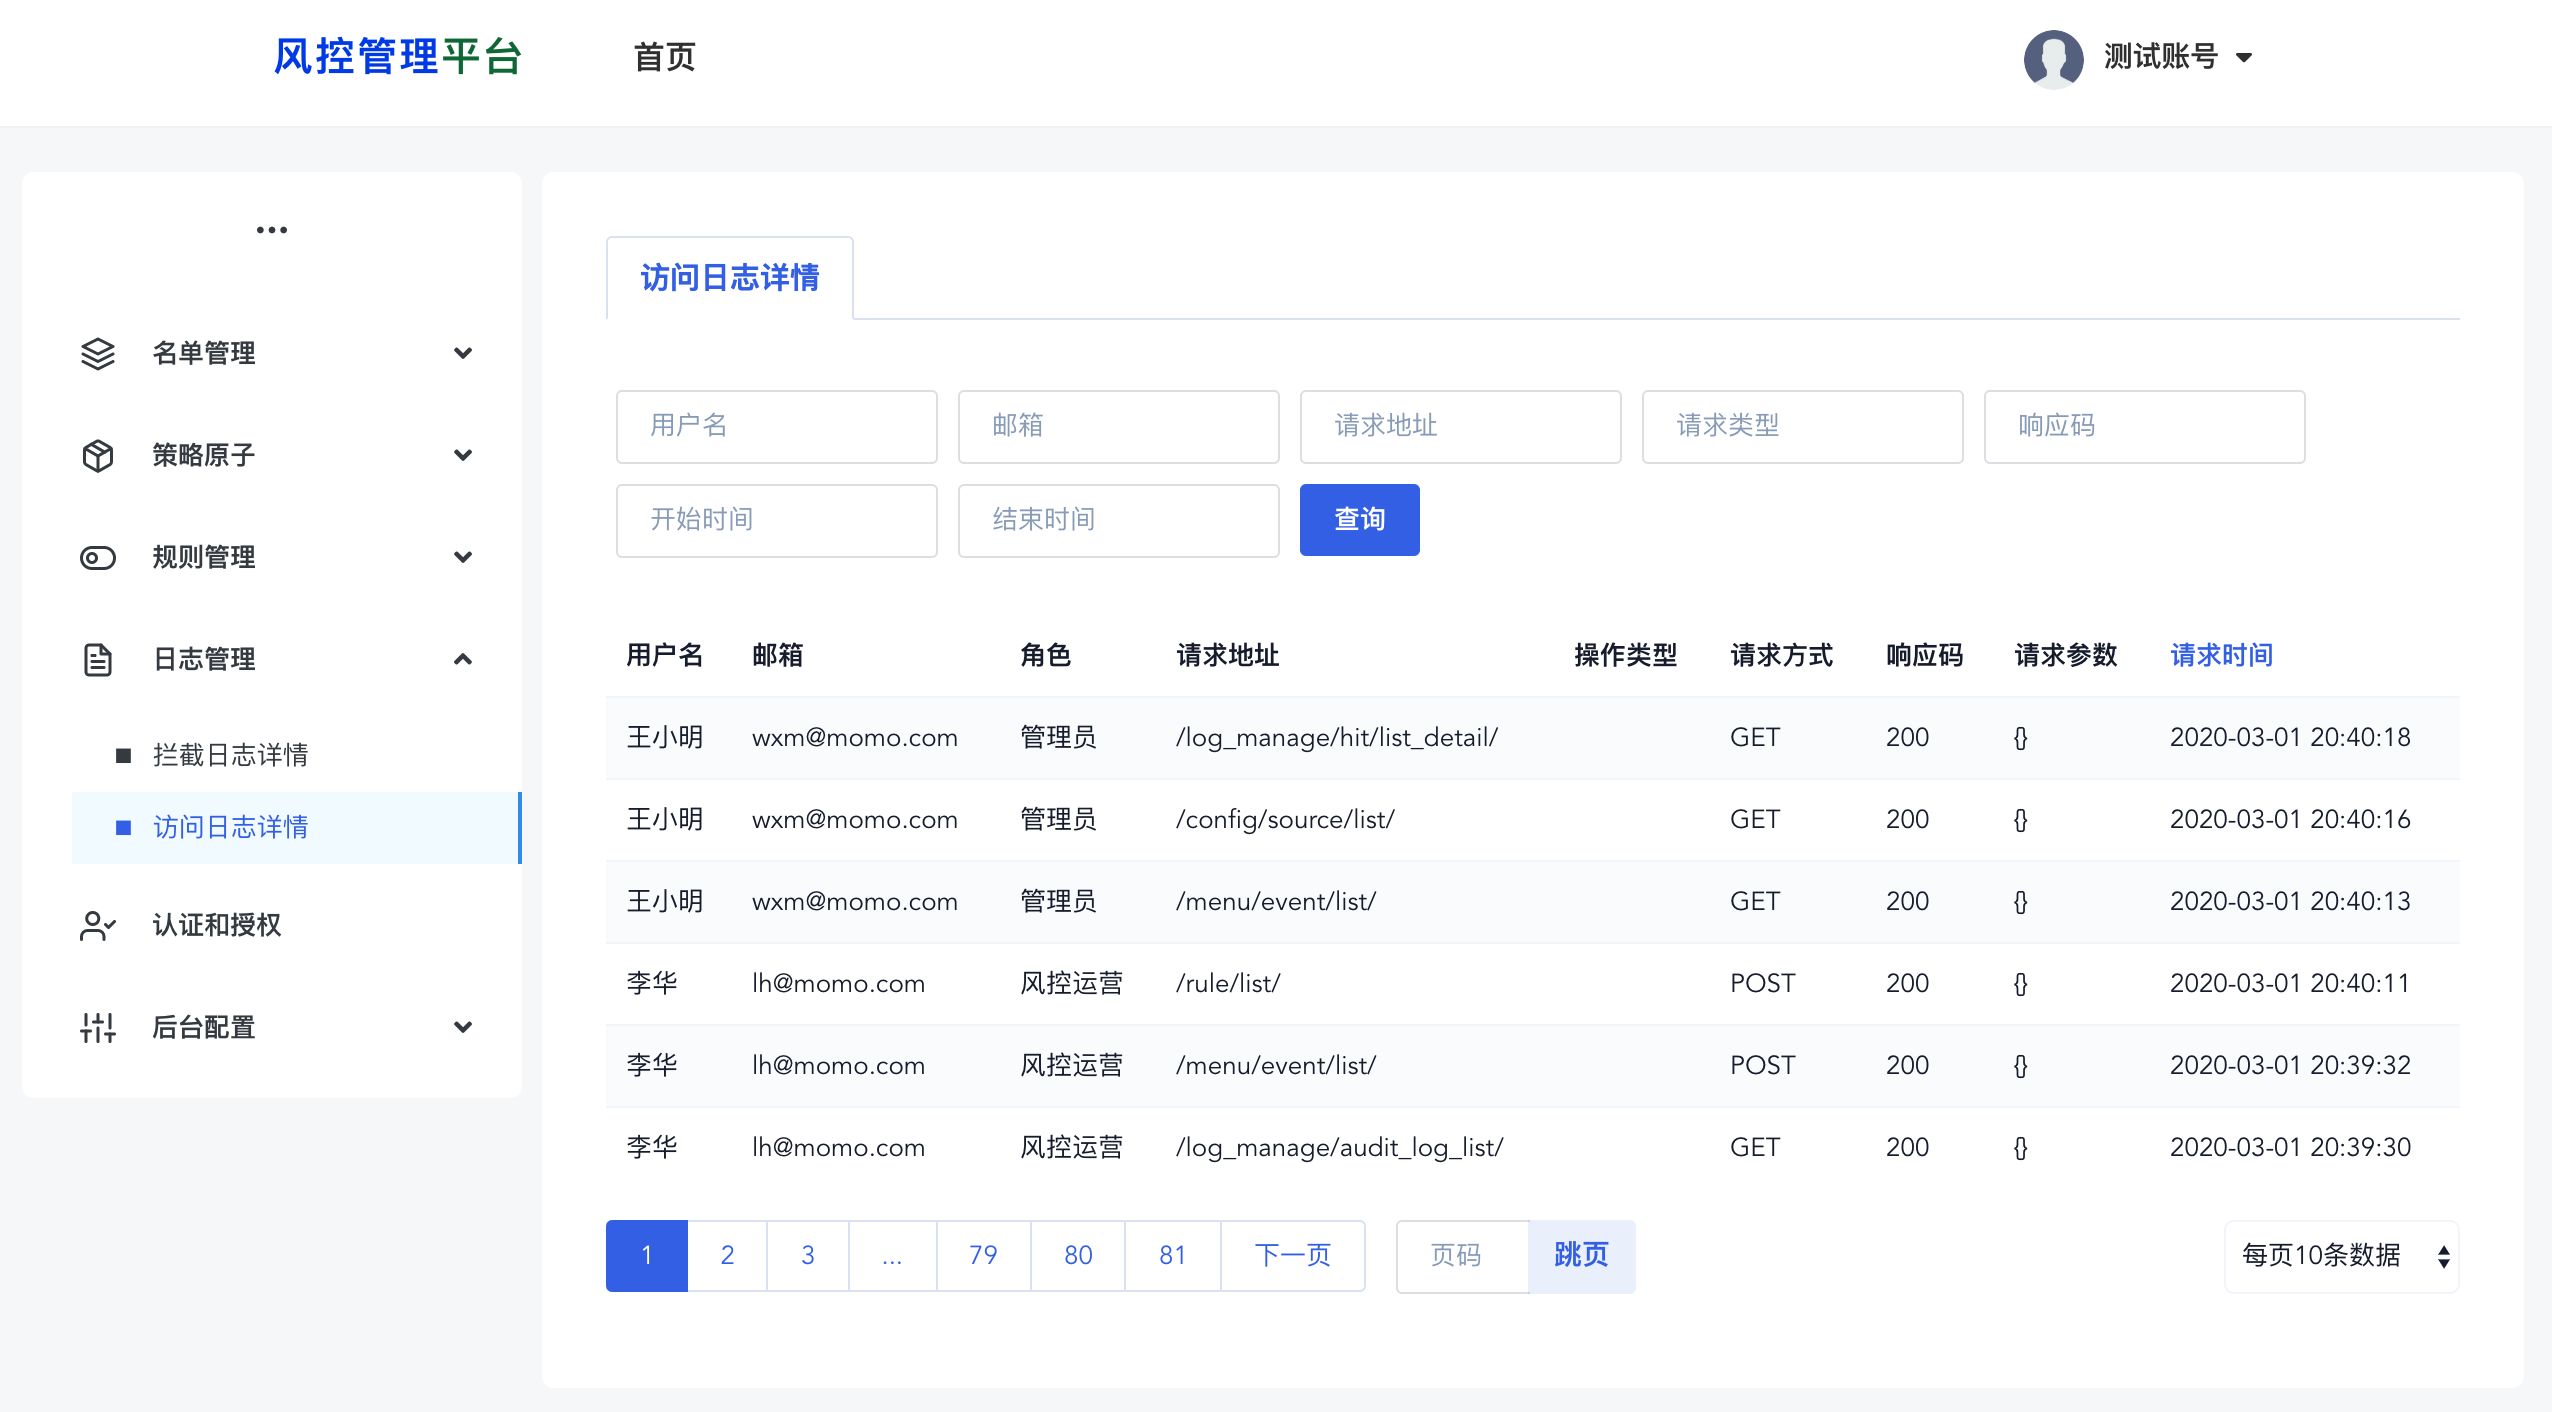 风控管理平台 首页 测试账号
...
名单管理
策略原子
规则管理
日志管理
拦截日志详情
访问日志详情
认证和授权
后台配置
访问日志详情
用户名 邮箱 请求地址 请求类型 响应码
开始时间 结束时间 查询
用户名 邮箱 角色 请求地址 操作类型 请求方式 响应码 请求参数 请求时间
王小明 wxm@momo.com 管理员 /log_manage/hit/list_detail/ GET 200 {} 2020-03-01 20:40:18
王小明 wxm@momo.com 管理员 /config/source/list/ GET 200 {} 2020-03-01 20:40:16
王小明 wxm@momo.com 管理员 /menu/event/list/ GET 200 {} 2020-03-01 20:40:13
李华 lh@momo.com 风控运营 /rule/list/ POST 200 {} 2020-03-01 20:40:11
李华 lh@momo.com 风控运营 /menu/event/list/ POST 200 {} 2020-03-01 20:39:32
李华 lh@momo.com 风控运营 /log_manage/audit_log_list/ GET 200 {} 2020-03-01 20:39:30
1 2 3 ... 79 80 81 下一页 页码 跳页 每页10条数据